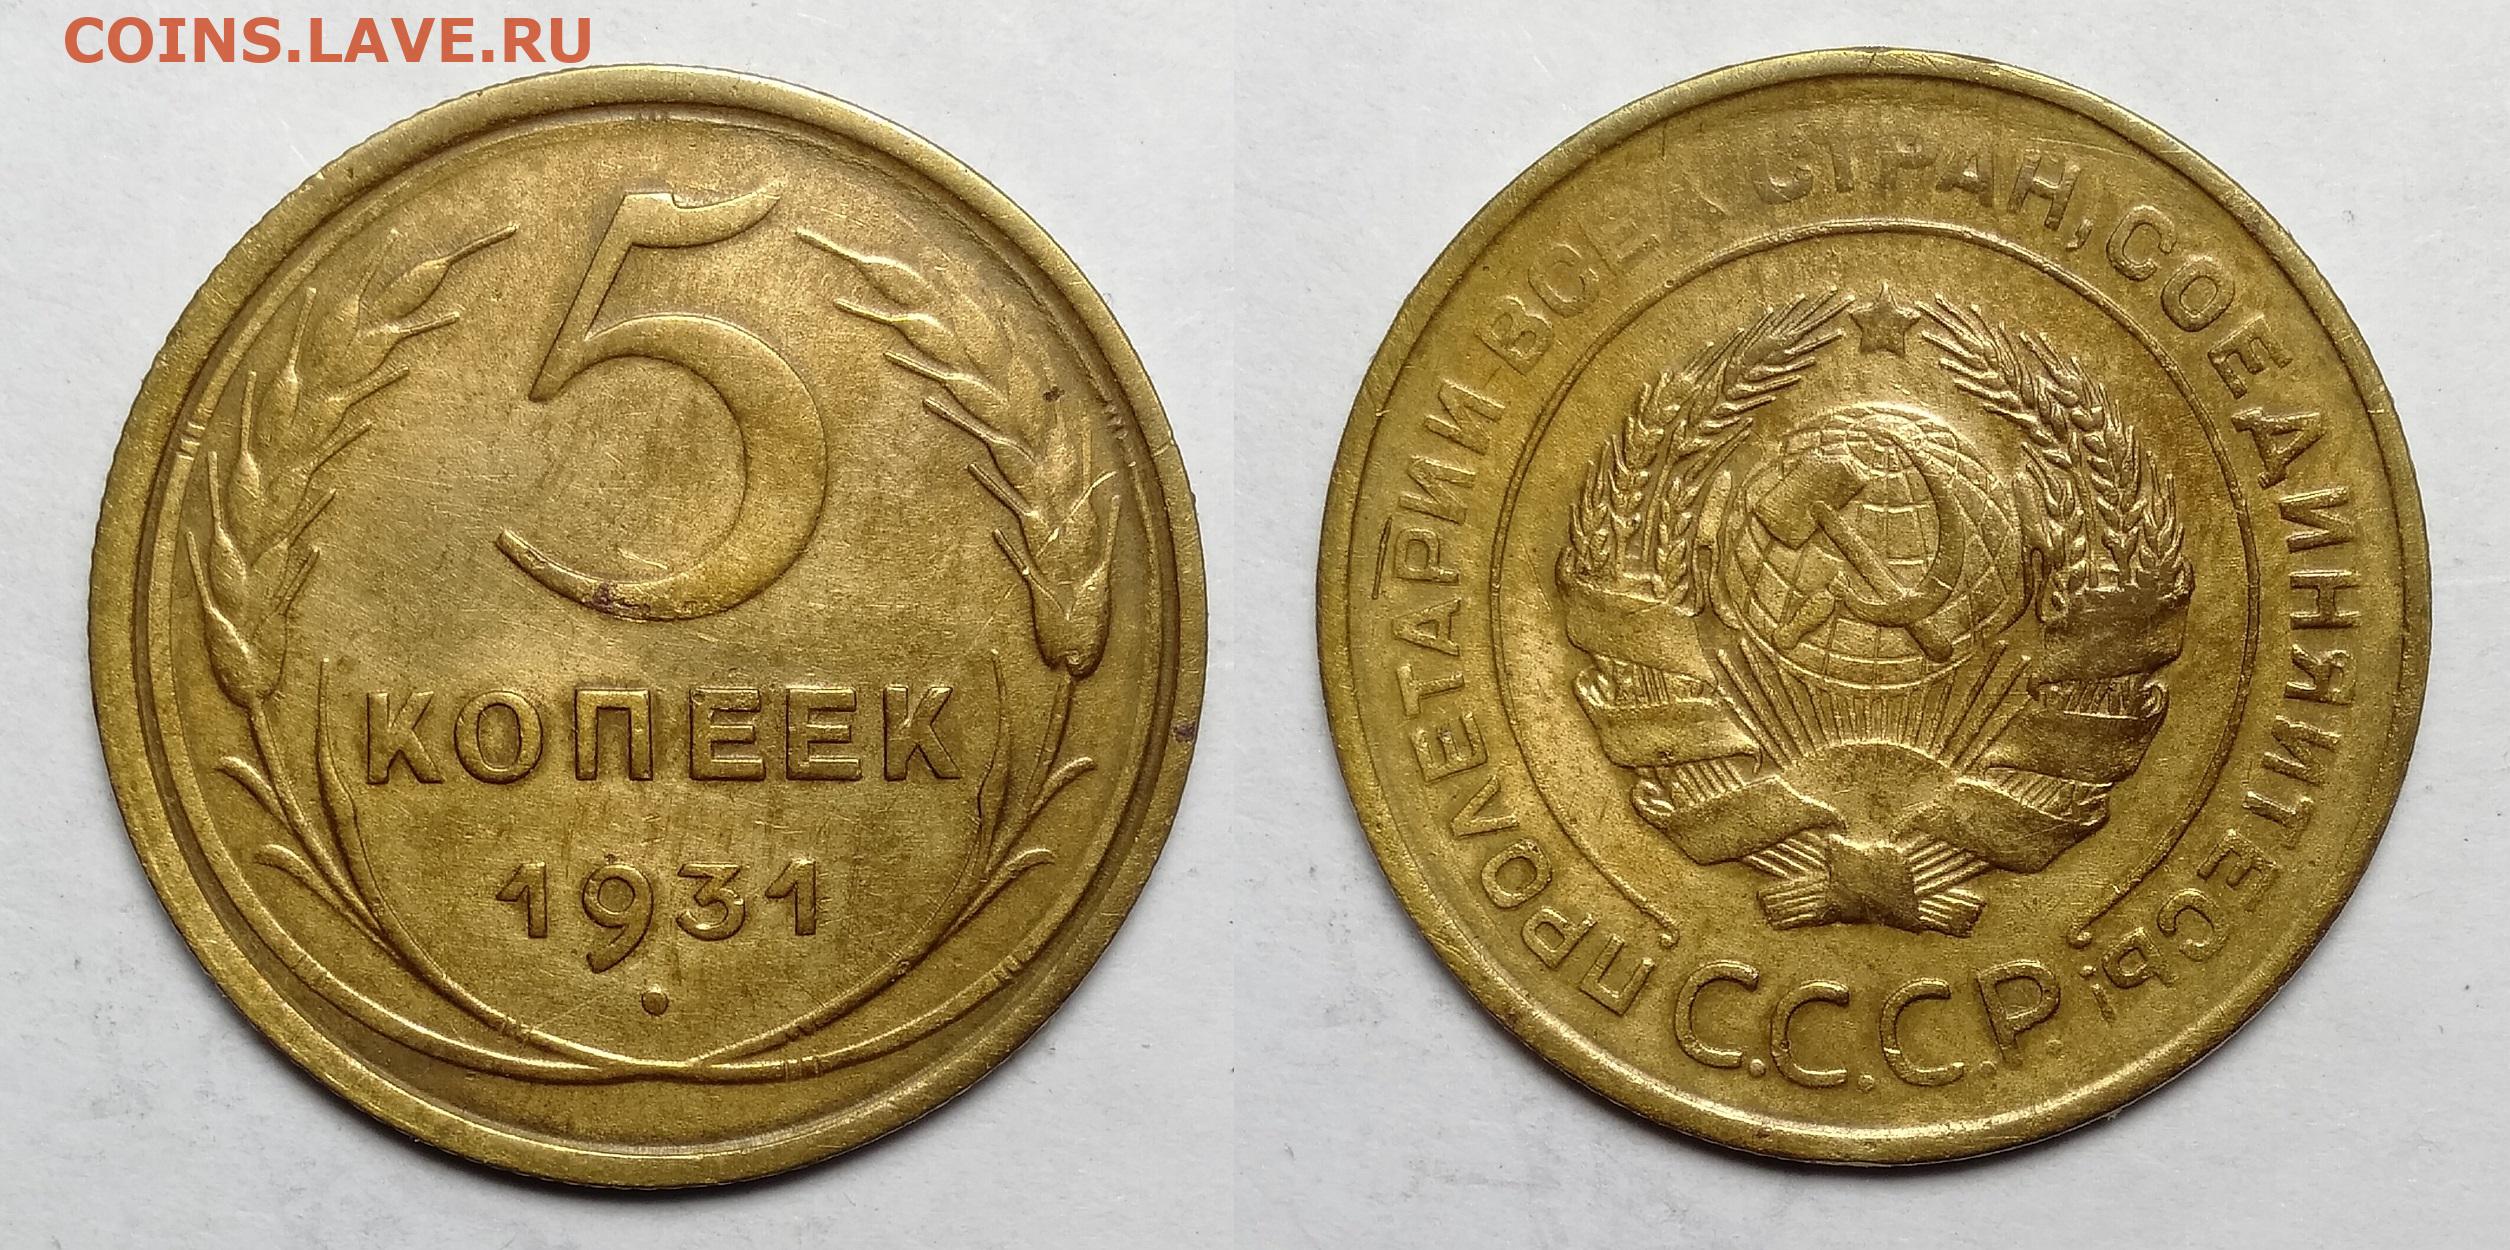 COINS.LAVE.RU
5
КОПЕЕК
1931
ПРОЛЕТАРИИ ВСЕХ СТРАН, СОЕДИНЯЙТЕСЬ!
С.С.С.Р.